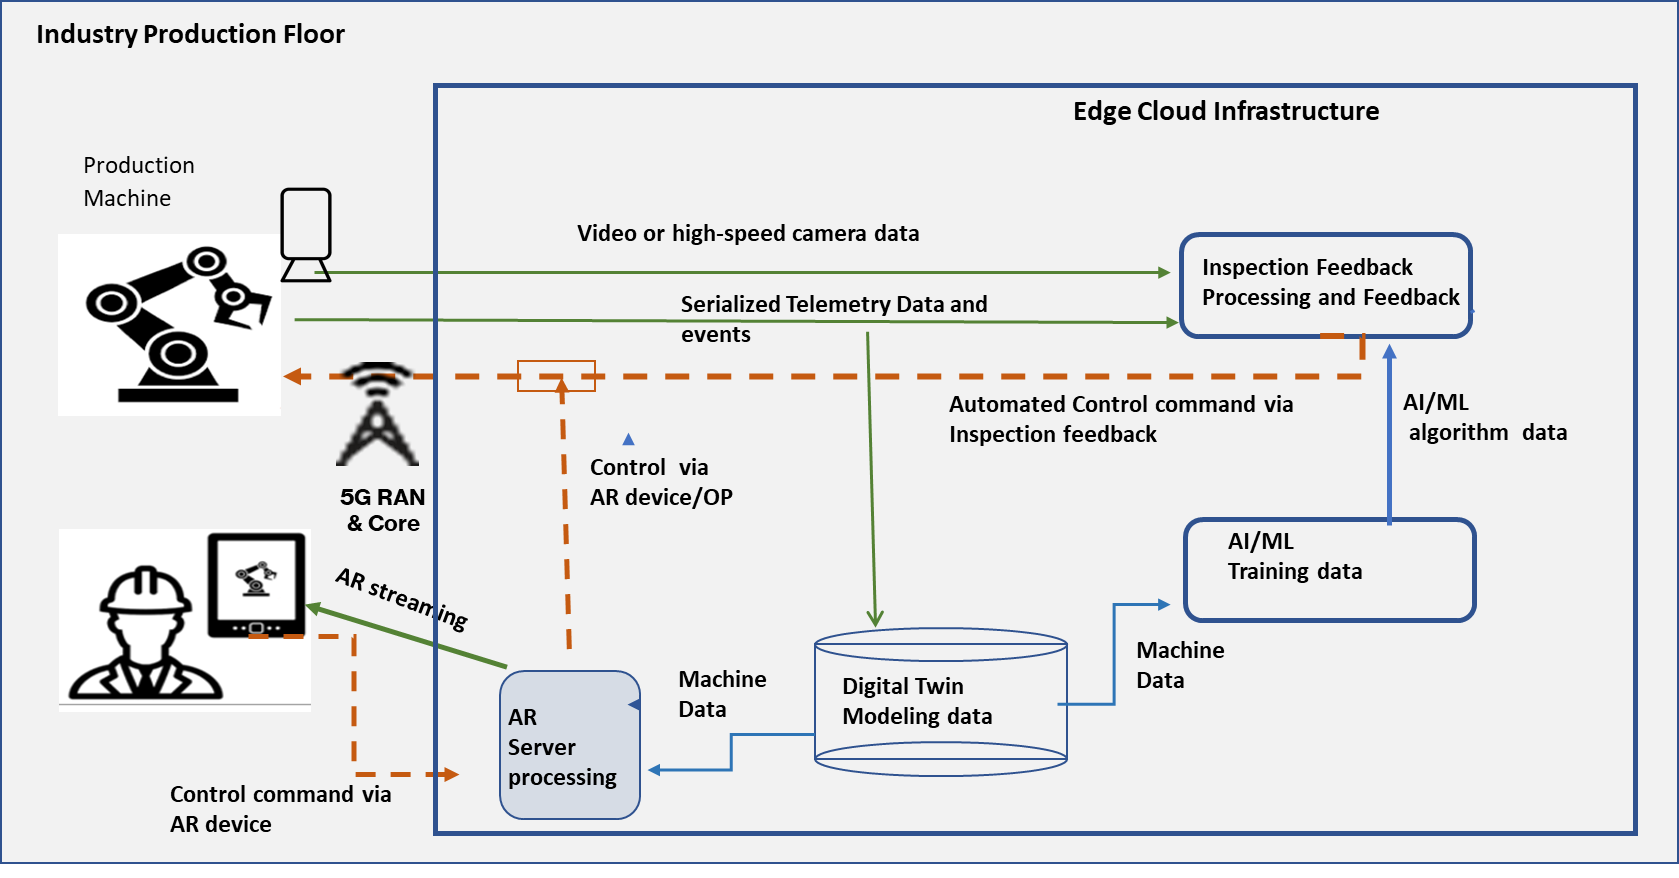 Industry Production Floor
Edge Cloud Infrastructure
Production
Machine
Video or high-speed camera data
Inspection Feedback
Processing and Feedback
Serialized Telemetry Data and
events
Automated Control command via
Inspection feedback
AI/ML
algorithm data
Control via
AR device/OP
5G RAN
& Core
AI/ML
Training data
AR streaming
Machine
Data
Machine
Data
Digital Twin
Modeling data
AR
Server
processing
Control command via
AR device